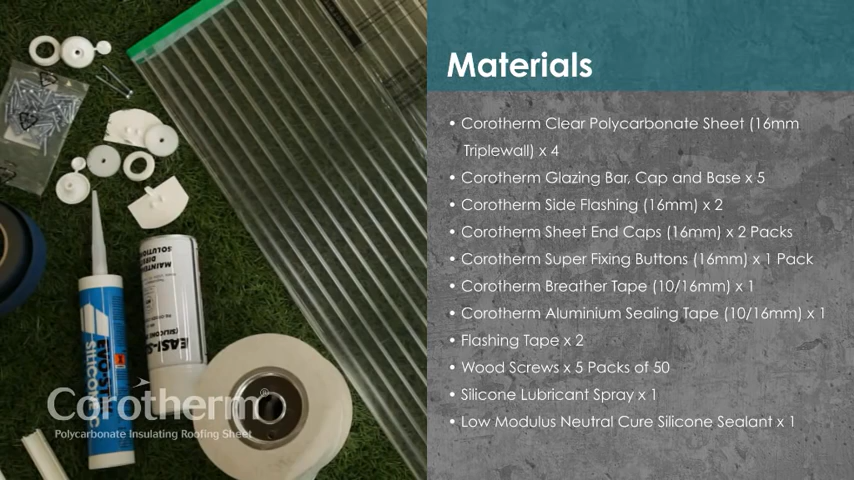 Materials
• Corotherm Clear Polycarbonate Sheet (16mm
Triplewall) x 4
• Corotherm Glazing Bar, Cap and Base x 5
• Corotherm Side Flashing (16mm) x 2
• Corotherm Sheet End Caps (16mm) x 2 Packs
• Corotherm Super Fixing Buttons (16mm) x 1 Pack
• Corotherm Breather Tape (10/16mm) x 1
• Corotherm Aluminium Sealing Tape (10/16mm) x 1
• Flashing Tape x 2
• Wood Screws x 5 Packs of 50
• Silicone Lubricant Spray x 1
• Low Modulus Neutral Cure Silicone Sealant x 1
EVO-STIK
SILICONE
Corotherm®
Polycarbonate Insulating Roofing Sheet